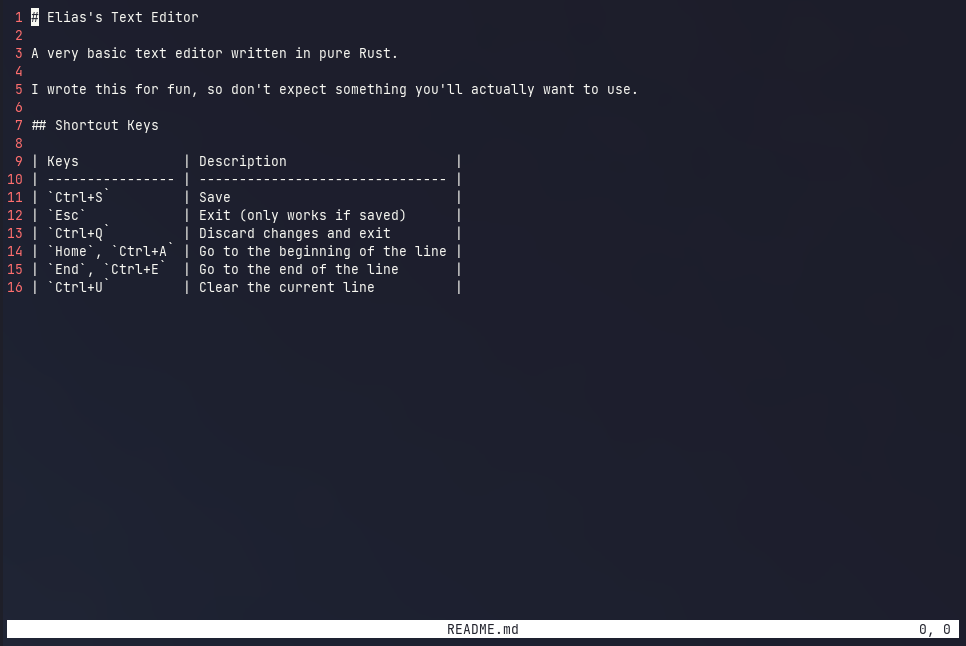 1 # Elias's Text Editor
2
3 A very basic text editor written in pure Rust.
4
5 I wrote this for fun, so don't expect something you'll actually want to use.
6
7 ## Shortcut Keys
8
9 | Keys             | Description                     |
10 | ---------------- | ------------------------------- |
11 | `Ctrl+S`         | Save                            |
12 | `Esc`            | Exit (only works if saved)      |
13 | `Ctrl+Q`         | Discard changes and exit        |
14 | `Home`, `Ctrl+A` | Go to the beginning of the line |
15 | `End`, `Ctrl+E`  | Go to the end of the line       |
16 | `Ctrl+U`         | Clear the current line          |
README.md 0, 0